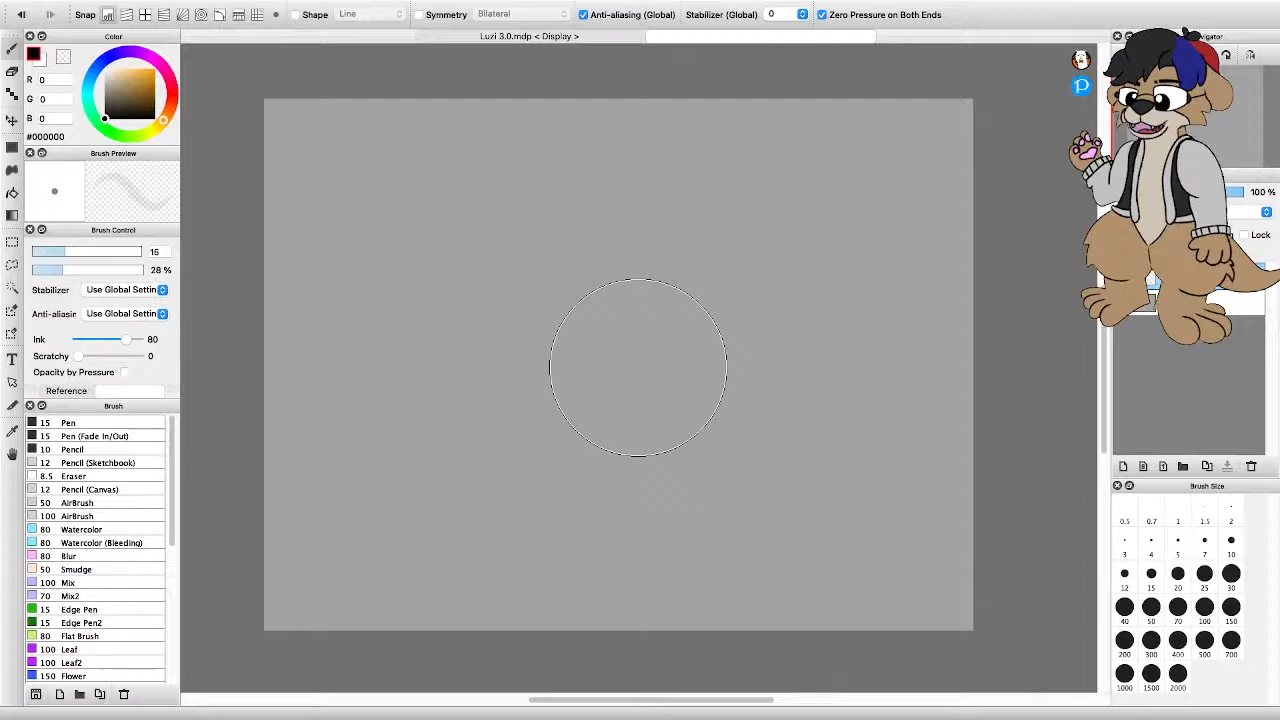 Snap
Shape
Line
Symmetry
Bilateral
Anti-aliasing (Global)
Stabilizer (Global)
0
Zero Pressure on Both Ends
Color
Luzi 3.0.mdp < Display >
R 0
G 0
B 0
#000000
Brush Preview
Brush Control
15
28 %
Stabilizer Use Global Settin
Anti-aliasin Use Global Settin
Ink 80
Scratchy 0
Opacity by Pressure
Reference
Brush
15 Pen
15 Pen (Fade In/Out)
10 Pencil
12 Pencil (Sketchbook)
8.5 Eraser
12 Pencil (Canvas)
50 AirBrush
100 AirBrush
80 Watercolor
80 Watercolor (Bleeding)
80 Blur
50 Smudge
100 Mix
70 Mix2
15 Edge Pen
15 Edge Pen2
80 Flat Brush
100 Leaf
100 Leaf2
150 Flower
vigator
100 %
Lock
Brush Size
0.5 0.7 1 1.5 2
3 4 5 7 10
12 15 20 25 30
40 50 70 100 150
200 300 400 500 700
1000 1500 2000